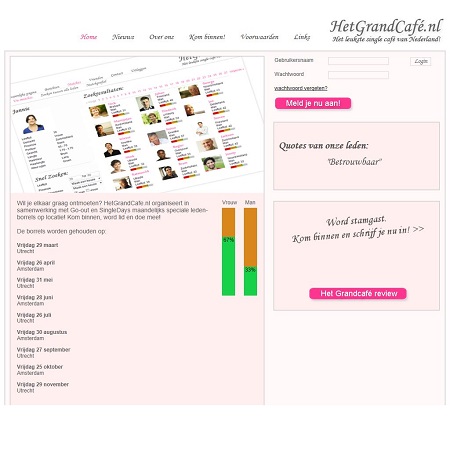 HetGrandCafé.nl
Het leukste single café van Nederland!
Home Nieuws Over ons Kom binnen! Voorwaarden Links
Gebruikersnaam Login
Wachtwoord
wachtwoord vergeten?
Meld je nu aan!
Zoekresultaten:
Jannie
Snel Zoeken:
Quotes van onze leden:
"Betrouwbaar"
Wil je elkaar graag ontmoeten? HetGrandCafe.nl organiseert in
samenwerking met Go-out en SingleDays maandelijks speciale leden-
borrels op locatie! Kom binnen, word lid en doe mee!
De borrels worden gehouden op:
Vrijdag 29 maart
Utrecht
Vrijdag 26 april
Amsterdam
Vrijdag 31 mei
Utrecht
Vrijdag 28 juni
Amsterdam
Vrijdag 26 juli
Utrecht
Vrijdag 30 augustus
Amsterdam
Vrijdag 27 september
Utrecht
Vrijdag 25 oktober
Amsterdam
Vrijdag 29 november
Utrecht
Vrouw Man
67%
33%
Word stamgast.
Kom binnen en schrijf je nu in! >>
Het Grandcafé review